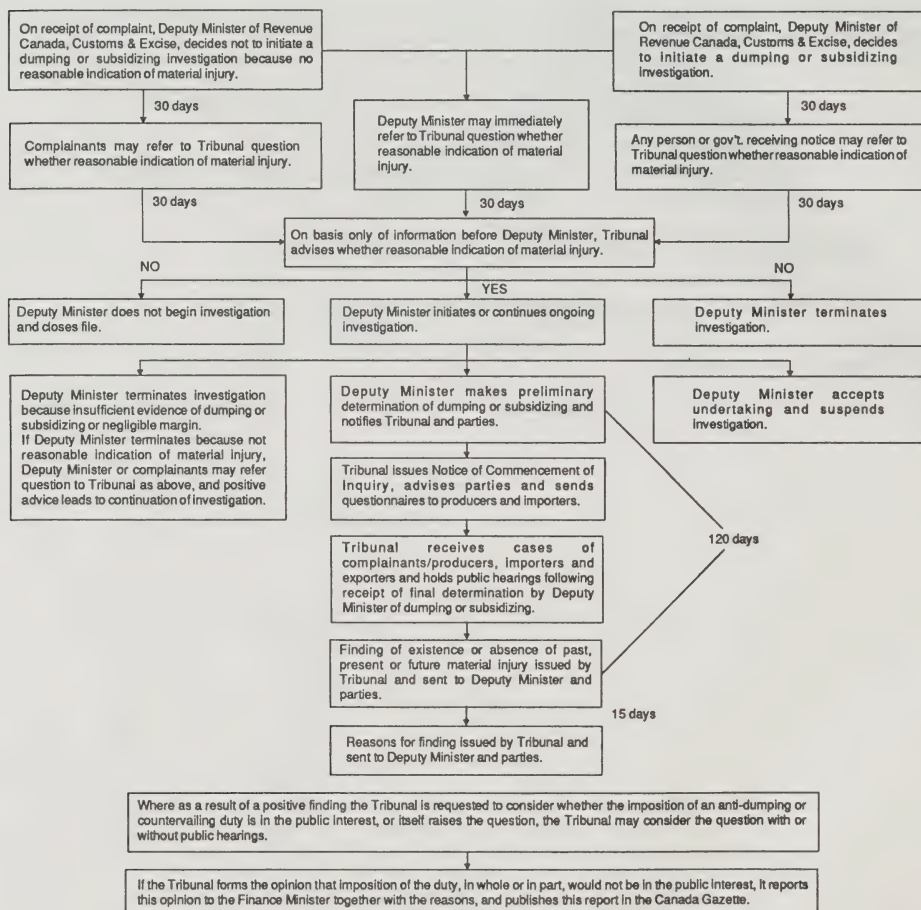 On receipt of complaint, Deputy Minister of Revenue
Canada, Customs & Excise, decides not to initiate a
dumping or subsidizing investigation because no
reasonable indication of material injury.
On receipt of complaint, Deputy Minister of
Revenue Canada, Customs & Excise, decides
to initiate a dumping or subsidizing
investigation.
30 days
30 days
Complainants may refer to Tribunal question
whether reasonable indication of material injury.
Deputy Minister may immediately
refer to Tribunal question whether
reasonable indication of material
injury.
Any person or gov't. receiving notice may refer to
Tribunal question whether reasonable indication of
material injury.
30 days
30 days
30 days
On basis only of information before Deputy Minister, Tribunal
advises whether reasonable indication of material injury.
NO
YES
NO
Deputy Minister does not begin investigation
and closes file.
Deputy Minister initiates or continues ongoing
investigation.
Deputy Minister terminates
investigation.
Deputy Minister terminates investigation
because insufficient evidence of dumping or
subsidizing or negligible margin.
If Deputy Minister terminates because not
reasonable indication of material injury,
Deputy Minister or complainants may refer
question to Tribunal as above, and positive
advice leads to continuation of investigation.
Deputy Minister makes preliminary
determination of dumping or subsidizing and
notifies Tribunal and parties.
Deputy Minister accepts
undertaking and suspends
investigation.
Tribunal issues Notice of Commencement of
Inquiry, advises parties and sends
questionnaire to producers and importers.
120 days
Tribunal receives cases of
complainants/producers, importers and
exporters and holds public hearings following
receipt of final determination by Deputy
Minister of dumping or subsidizing.
Finding of existence or absence of past,
present or future material injury issued by
Tribunal and sent to Deputy Minister and
parties.
15 days
Reasons for finding issued by Tribunal and
sent to Deputy Minister and parties.
Where as a result of a positive finding the Tribunal is requested to consider whether the imposition of an anti-dumping or
countervailing duty is in the public interest, or itself raises the question, the Tribunal may consider the question with or
without public hearings.
If the Tribunal forms the opinion that imposition of the duty, in whole or in part, would not be in the public interest, it reports
this opinion to the Finance Minister together with the reasons, and publishes this report in the Canada Gazette.